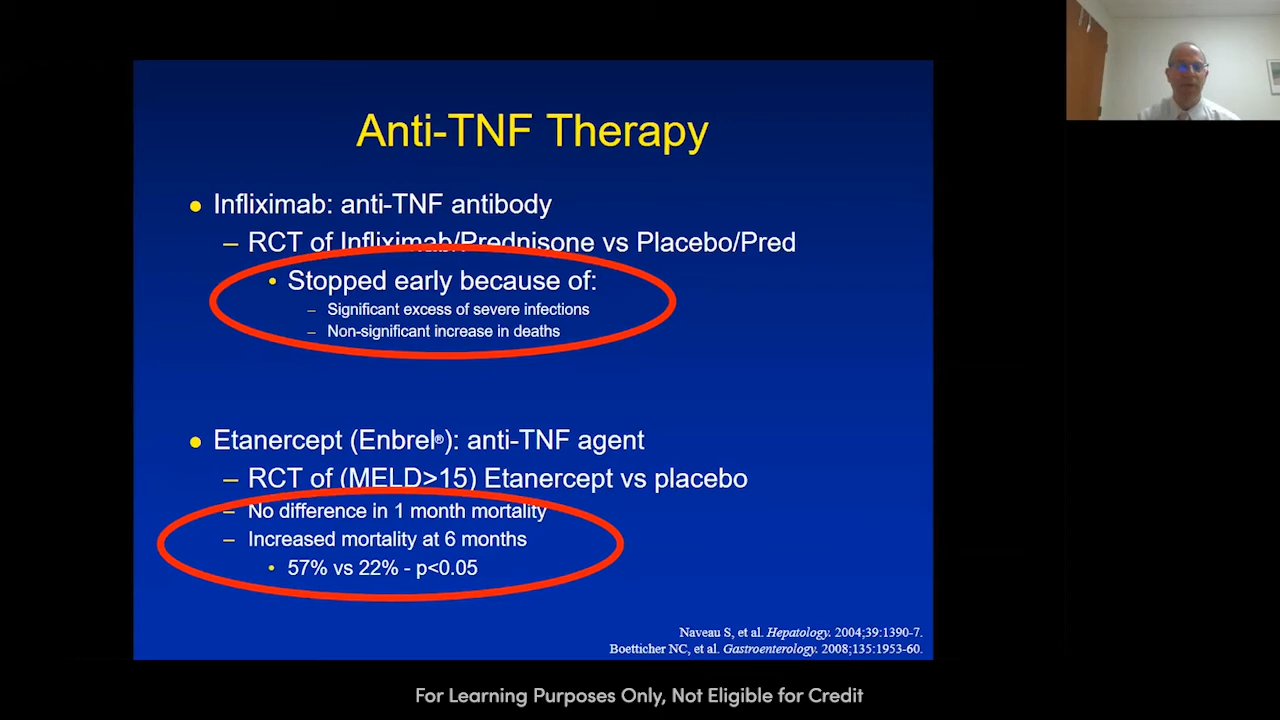 Anti-TNF Therapy
Infliximab: anti-TNF antibody
– RCT of Infliximab/Prednisone vs Placebo/Pred
• Stopped early because of:
– Significant excess of severe infections
– Non-significant increase in deaths
Etanercept (Enbrel®): anti-TNF agent
– RCT of (MELD>15) Etanercept vs placebo
– No difference in 1 month mortality
– Increased mortality at 6 months
• 57% vs 22% - p<0.05
Naveau S, et al. Hepatology. 2004;39:1390-7.
Boetticher NC, et al. Gastroenterology. 2008;135:1953-60.
For Learning Purposes Only, Not Eligible for Credit